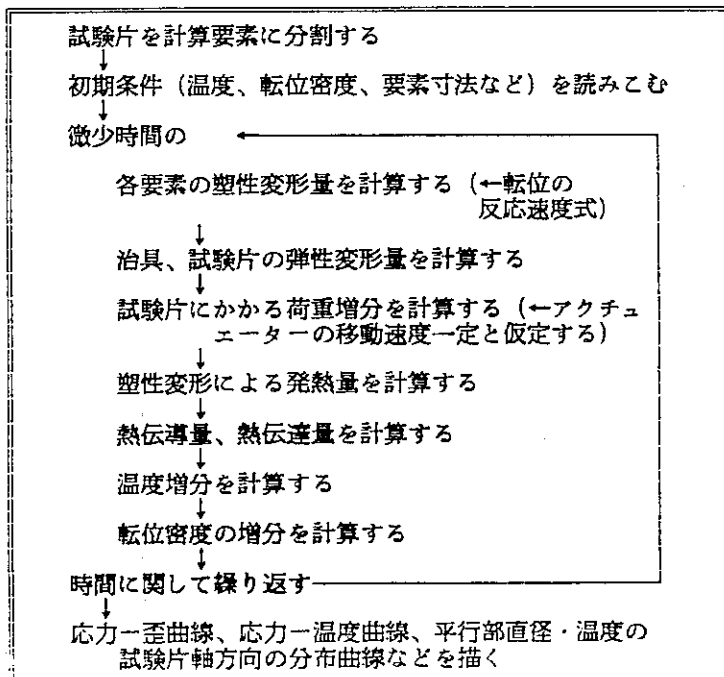 試験片を計算要素に分割する
↓
初期条件（温度、転位密度、要素寸法など）を読みこむ
↓
微少時間の ←
各要素の塑性変形量を計算する（←転位の
反応速度式）
↓
治具、試験片の弾性変形量を計算する
↓
試験片にかかる荷重増分を計算する（←アクチュ
エーターの移動速度一定と仮定する）
↓
塑性変形による発熱量を計算する
↓
熱伝導量、熱伝達量を計算する
↓
温度増分を計算する
↓
転位密度の増分を計算する
↓
時間に関して繰り返す
↓
応力ー歪曲線、応力ー温度曲線、平行部直径・温度の
試験片軸方向の分布曲線などを描く